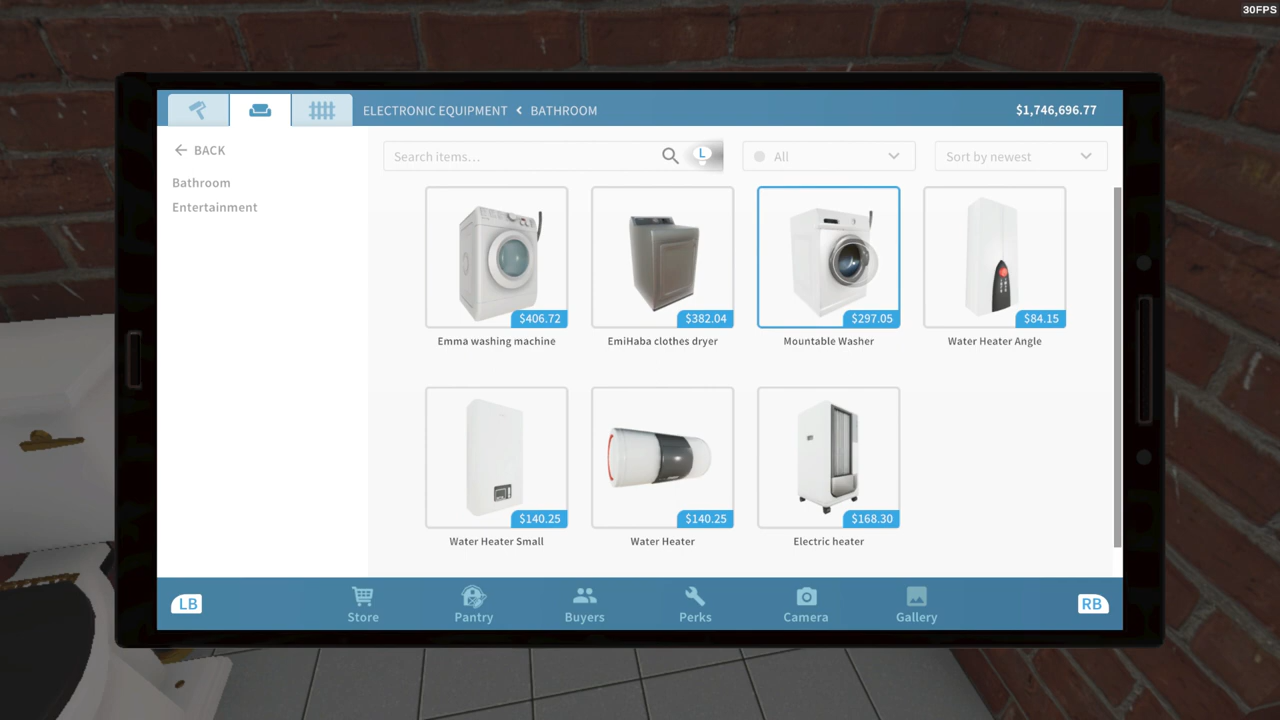 30FPS
ELECTRONIC EQUIPMENT < BATHROOM
$1,746,696.77
BACK
Bathroom
Entertainment
Search items...
L
All
Sort by newest
$406.72
$382.04
$297.05
$84.15
Emma washing machine
EmiHaba clothes dryer
Mountable Washer
Water Heater Angle
$140.25
$140.25
$168.30
Water Heater Small
Water Heater
Electric heater
LB
Store
Pantry
Buyers
Perks
Camera
Gallery
RB